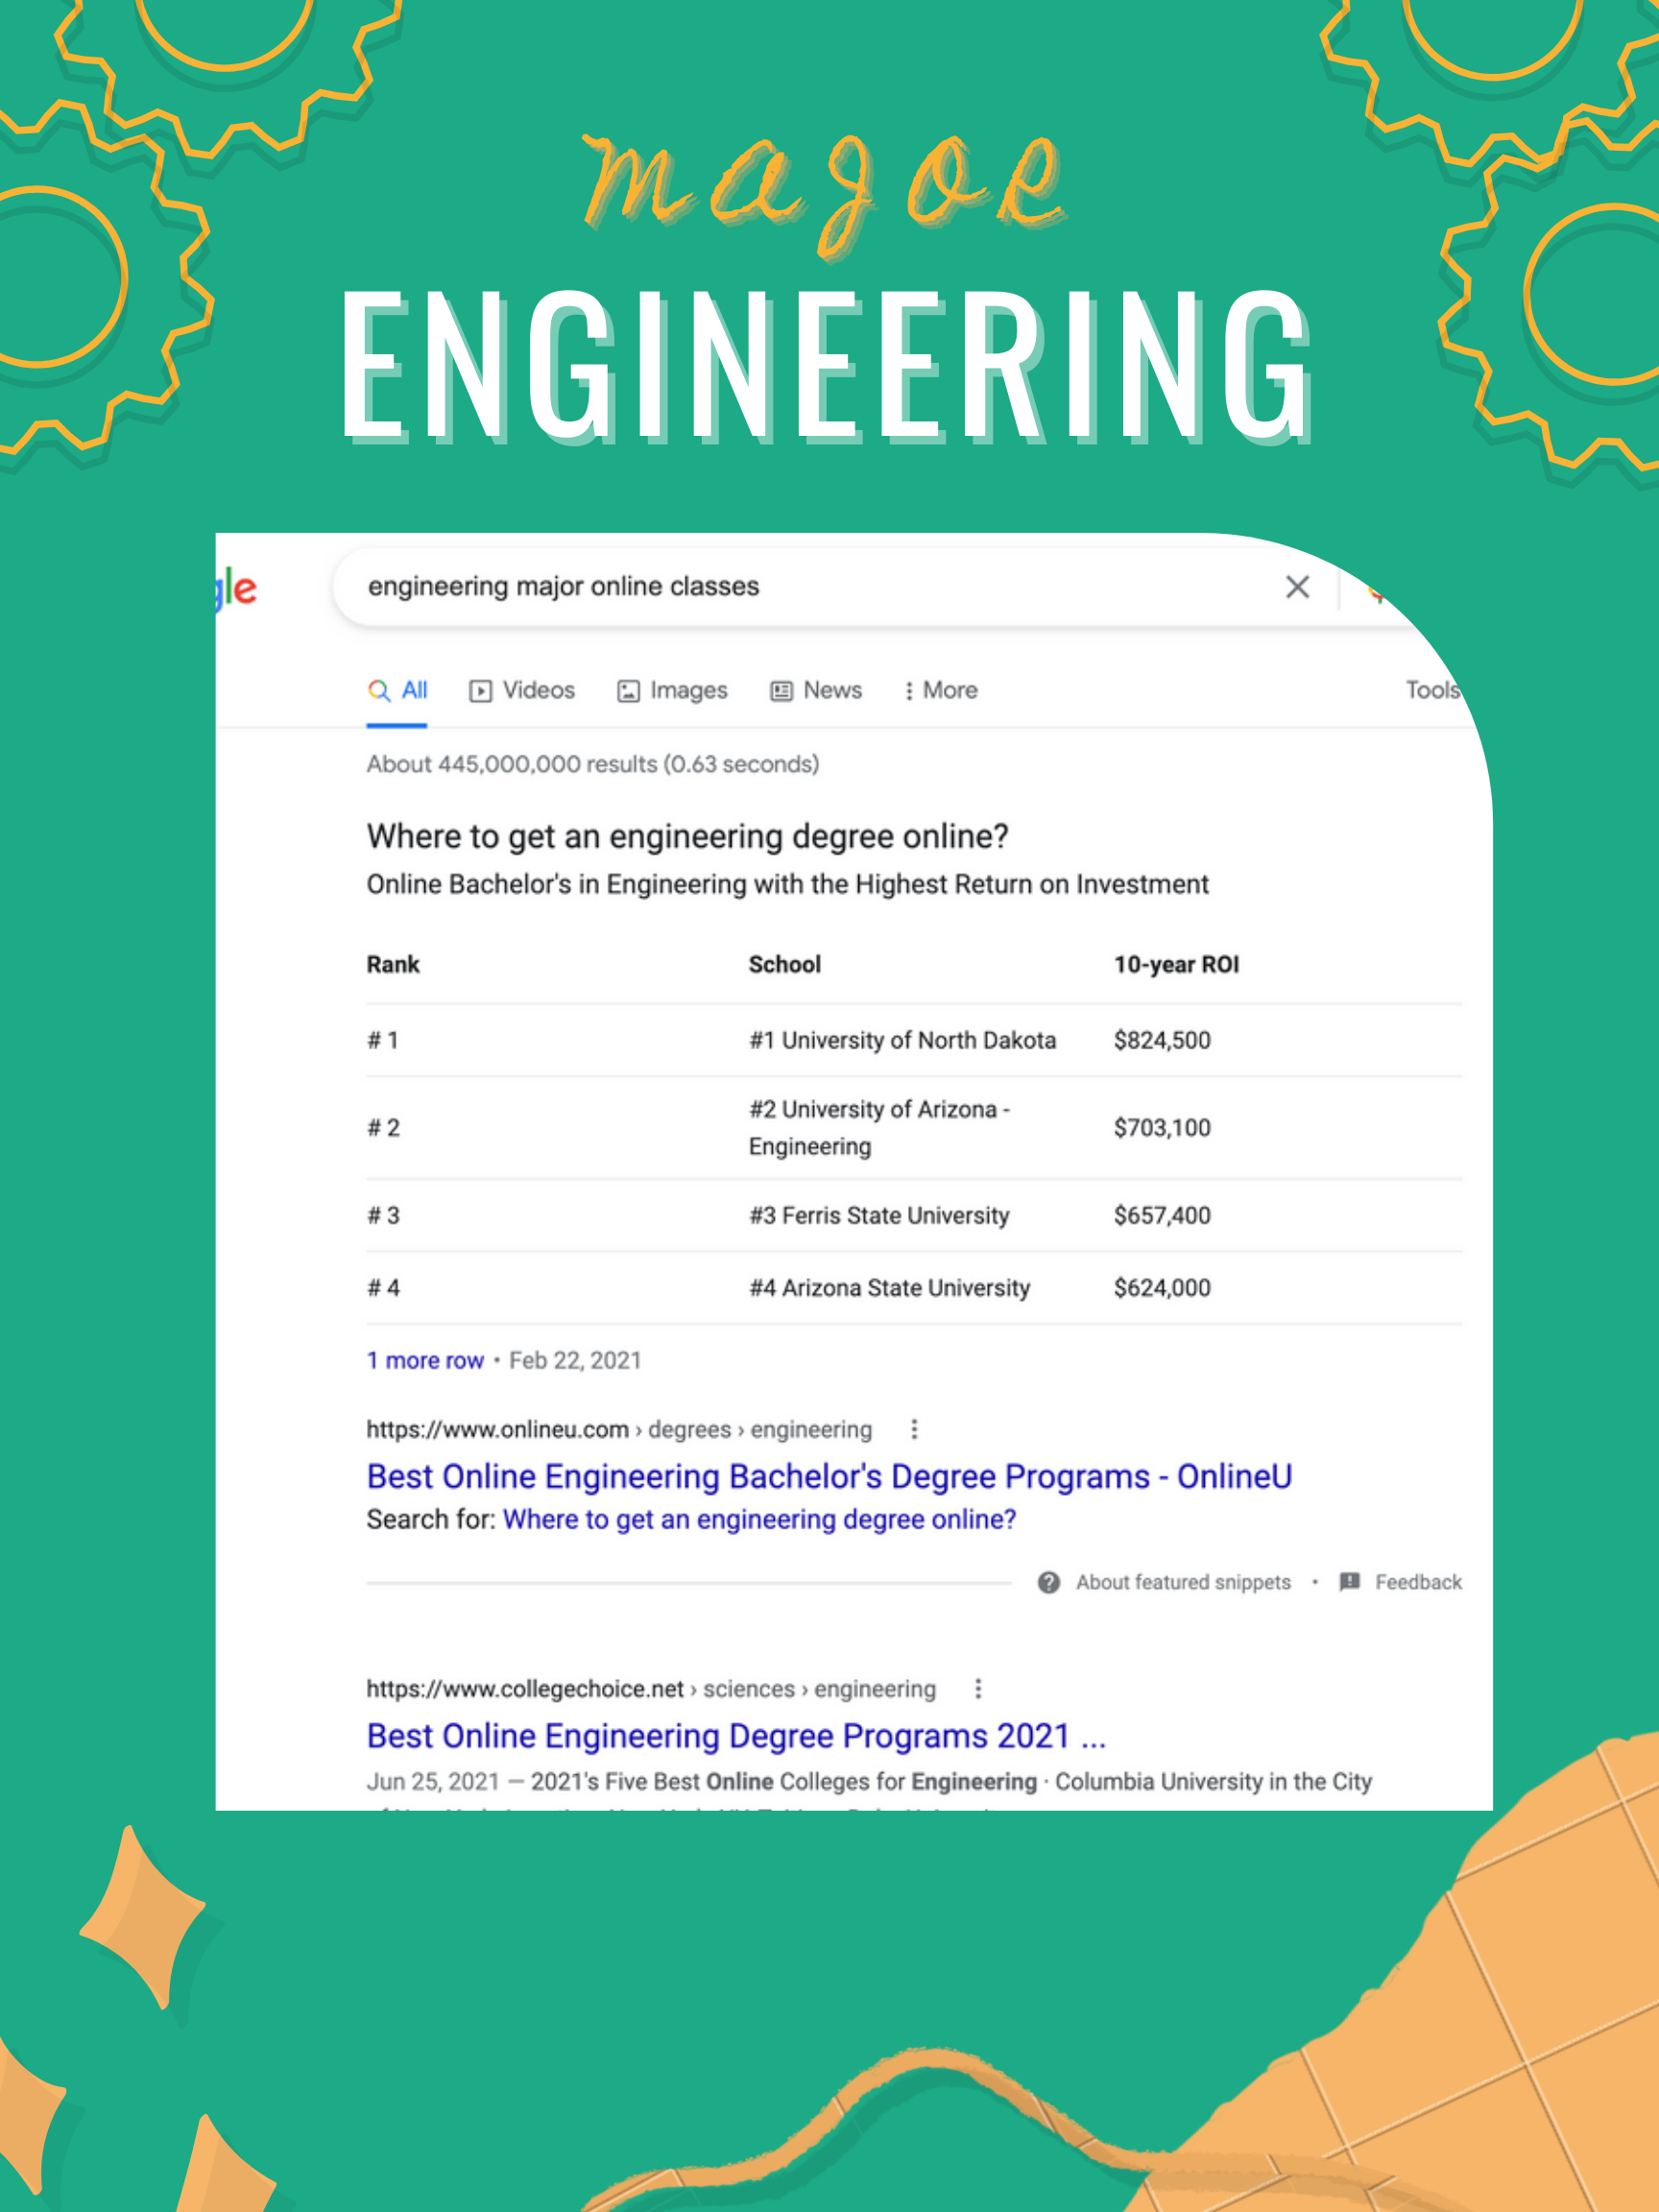 major
ENGINEERING
gle
engineering major online classes
All Videos Images News More Tools
About 445,000,000 results (0.63 seconds)
Where to get an engineering degree online?
Online Bachelor's in Engineering with the Highest Return on Investment
Rank School 10-year ROI
# 1 #1 University of North Dakota $824,500
# 2 #2 University of Arizona - Engineering $703,100
# 3 #3 Ferris State University $657,400
# 4 #4 Arizona State University $624,000
1 more row • Feb 22, 2021
https://www.onlineu.com › degrees › engineering
Best Online Engineering Bachelor's Degree Programs - OnlineU
Search for: Where to get an engineering degree online?
About featured snippets • Feedback
https://www.collegechoice.net › sciences › engineering
Best Online Engineering Degree Programs 2021 ...
Jun 25, 2021 — 2021's Five Best Online Colleges for Engineering · Columbia University in the City